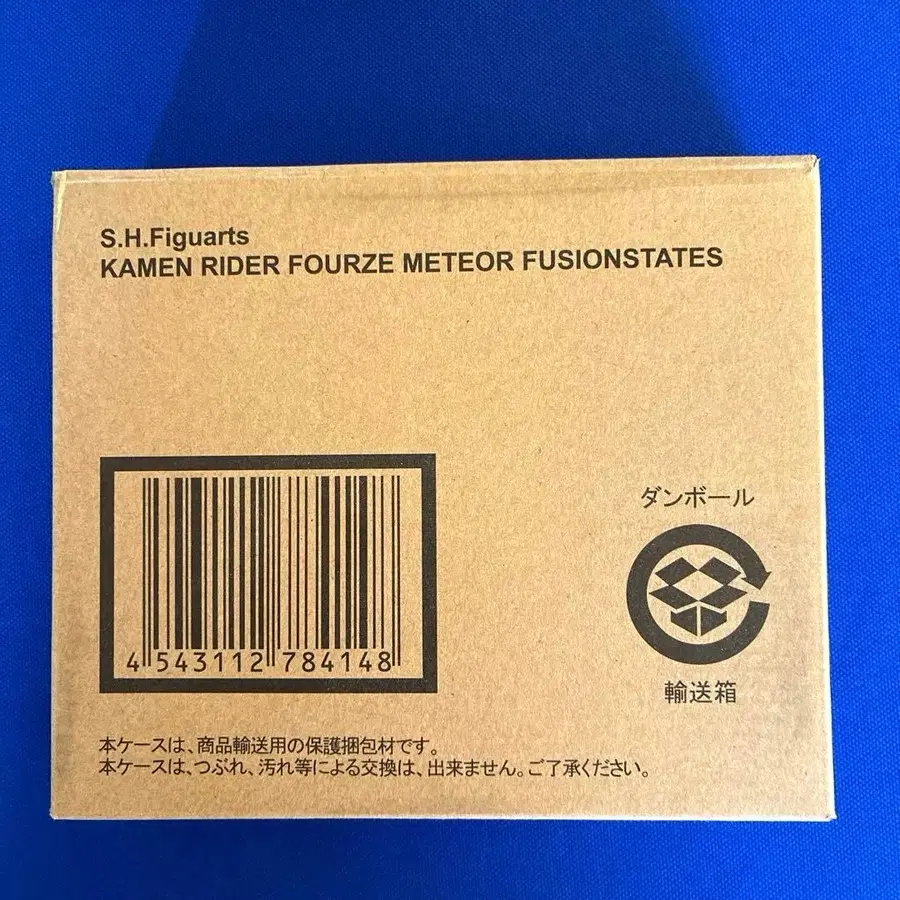 S.H.Figuarts
KAMEN RIDER FOURZE METEOR FUSIONSTATES
ダンボール
4 543112 784148
輸送箱
本ケースは、商品輸送用の保護捆包材です。
本ケースは、つぶれ、汚れ等による交換は、出来ません。ご了承ください。